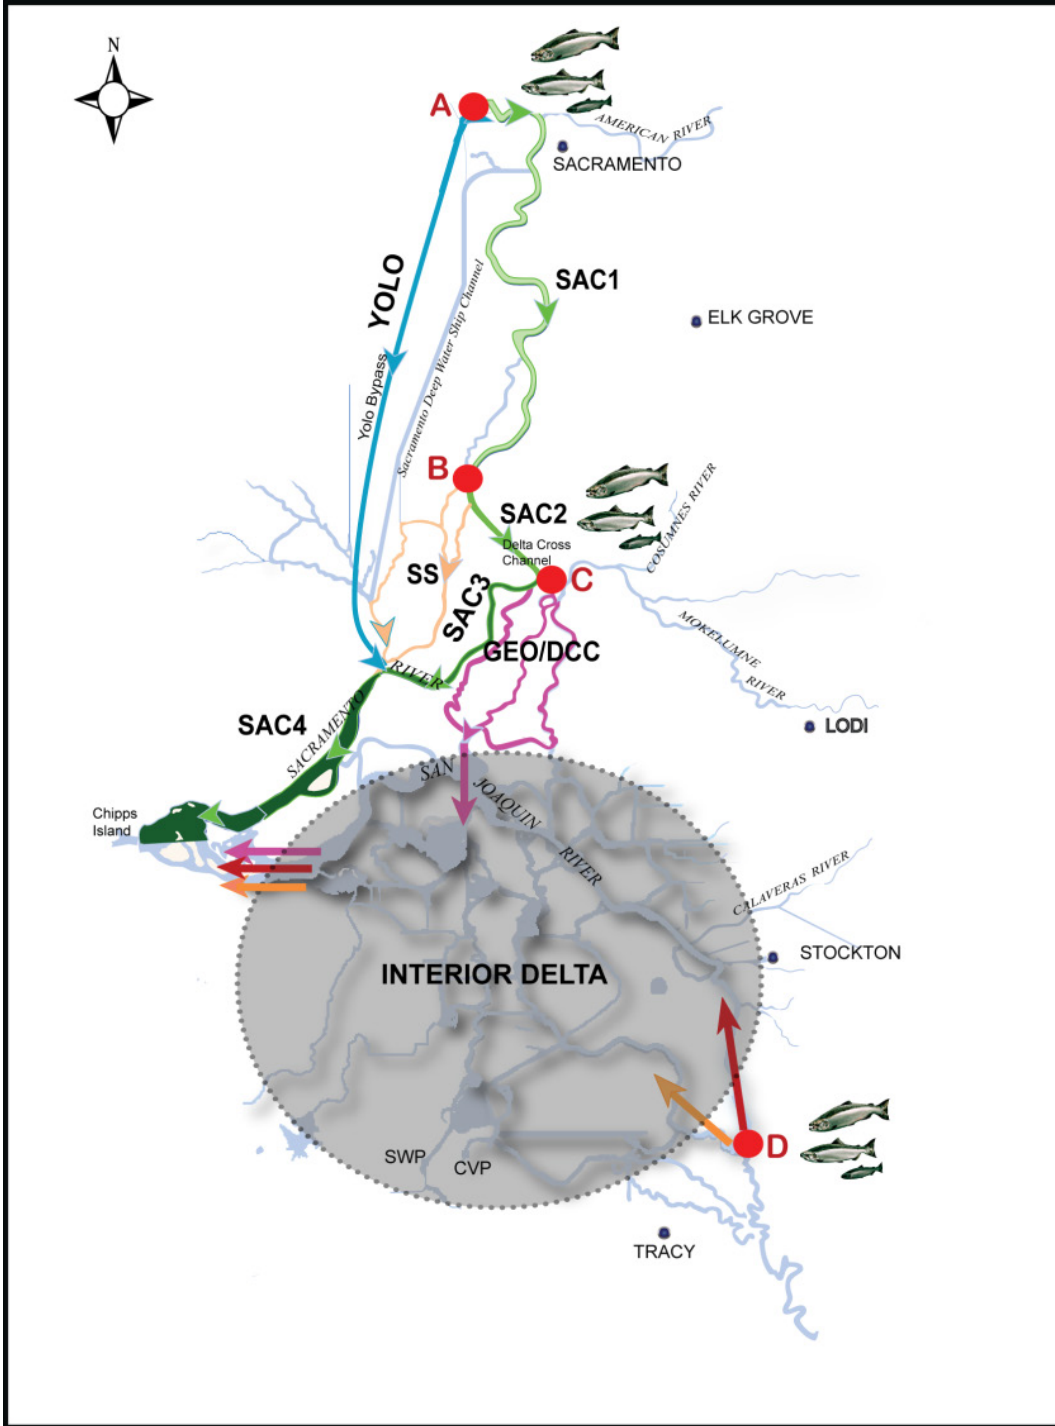 N
A
AMERICAN RIVER
SACRAMENTO
YOLO
Yolo Bypass
Sacramento Deep Water Ship Channel
SAC1
ELK GROVE
B
SAC2
COSUMNES RIVER
Delta Cross
Channel
C
SS
SAC3
MOKELUMNE
RIVER
GEO/DCC
RIVER
SACRAMENTO
SAC4
LODI
SAN
JOAQUIN
RIVER
Chipps
Island
CALAVERAS RIVER
STOCKTON
INTERIOR DELTA
D
SWP
CVP
TRACY